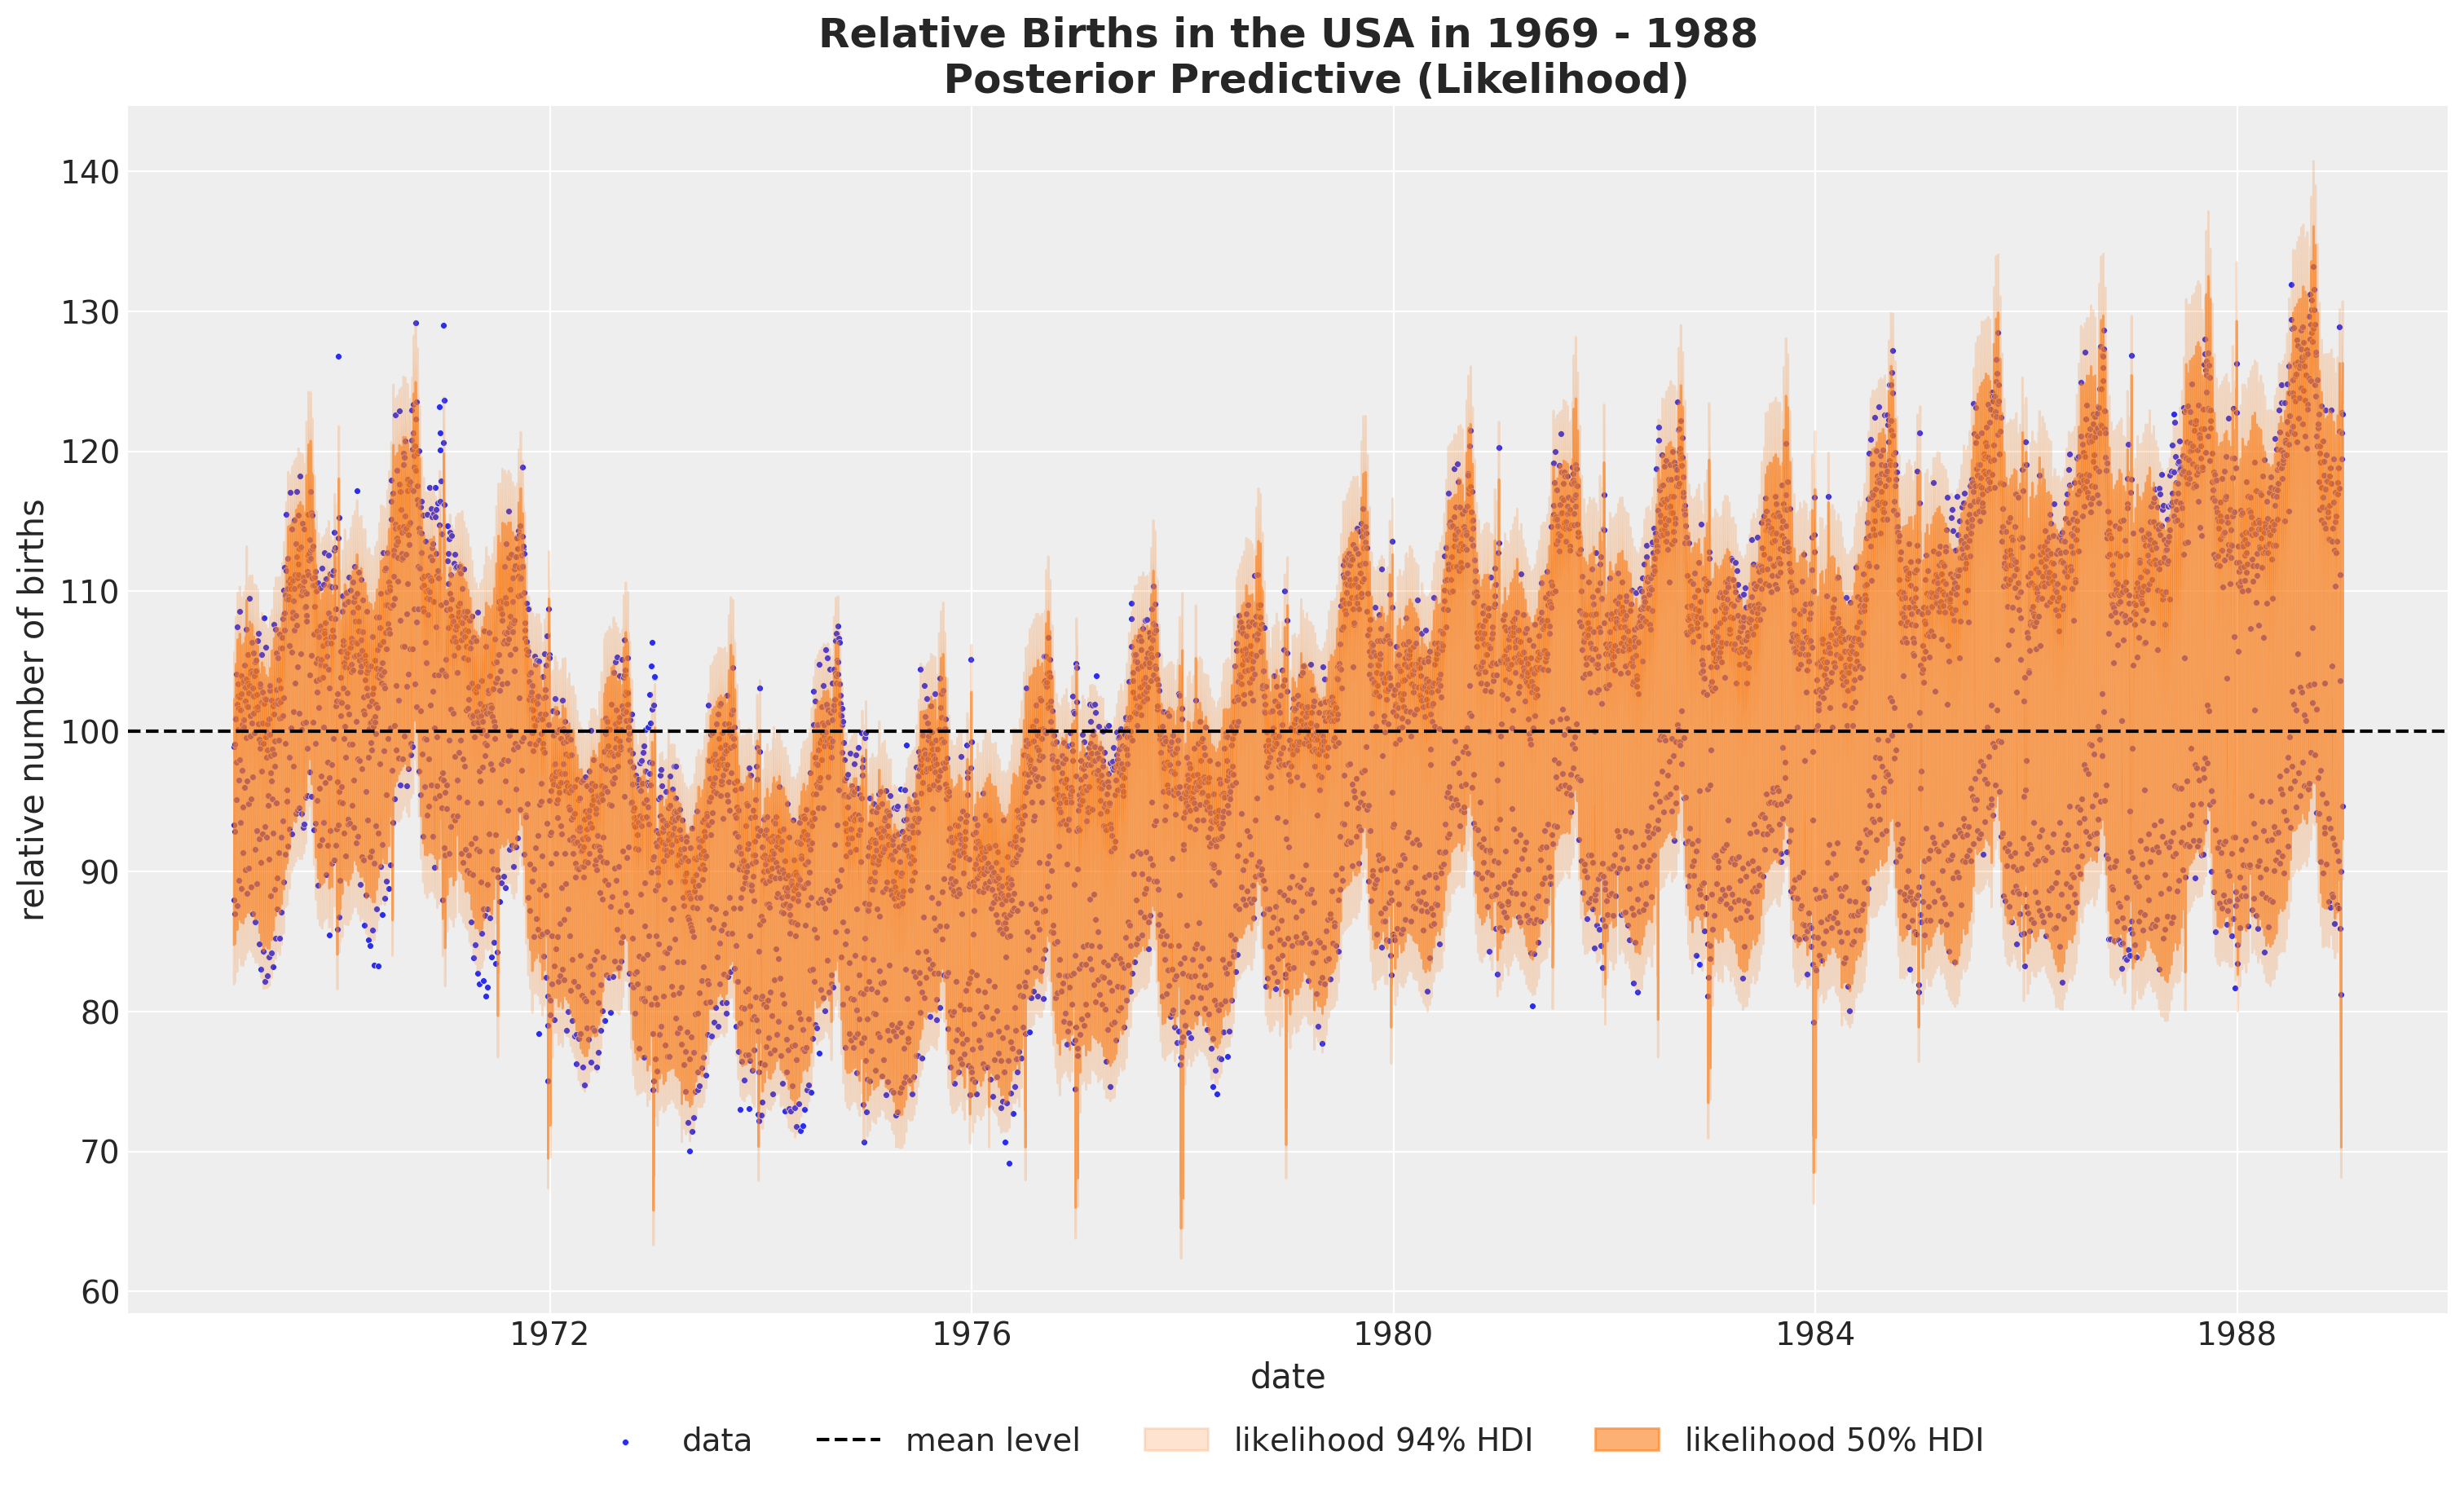 Relative Births in the USA in 1969 - 1988
Posterior Predictive (Likelihood)
relative number of births
140
130
120
110
100
90
80
70
60
1972
1976
1980
1984
1988
date
data
mean level
likelihood 94% HDI
likelihood 50% HDI